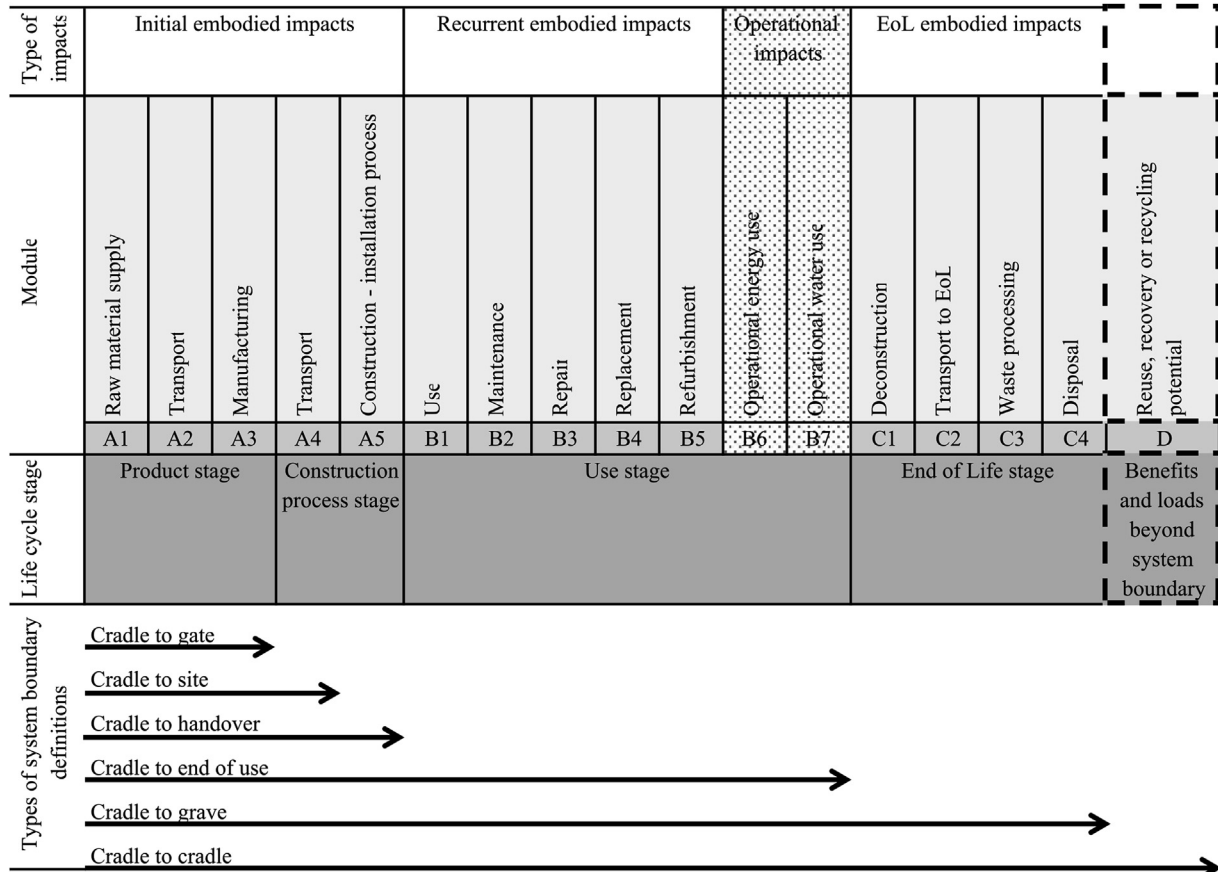 Type of
impacts
Initial embodied impacts
Recurrent embodied impacts
Operational
impacts
EoL embodied impacts
Module
Raw material supply
Transport
Manufacturing
Transport
Construction - installation process
Use
Maintenance
Repair
Replacement
Refurbishment
Operational energy use
Operational water use
Deconstruction
Transport to EoL
Waste processing
Disposal
Reuse, recovery or recycling
potential
A1
A2
A3
A4
A5
B1
B2
B3
B4
B5
B6
B7
C1
C2
C3
C4
D
Life cycle stage
Product stage
Construction
process stage
Use stage
End of Life stage
Benefits
and loads
beyond
system
boundary
Types of system boundary
definitions
Cradle to gate
Cradle to site
Cradle to handover
Cradle to end of use
Cradle to grave
Cradle to cradle